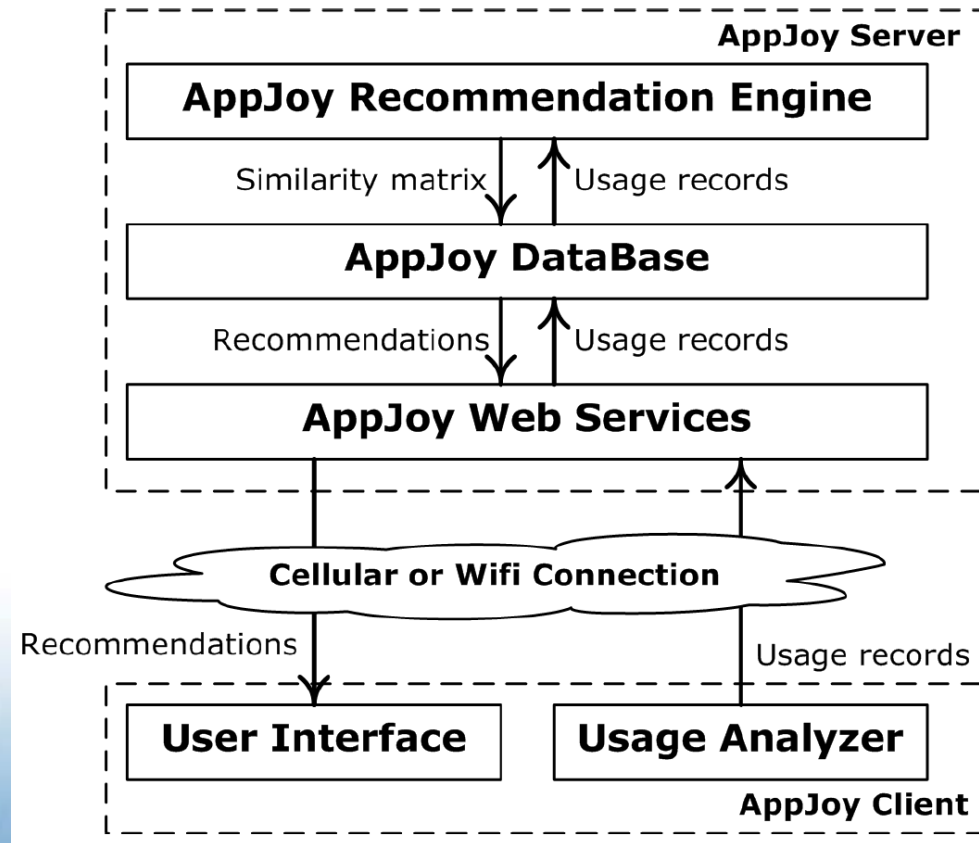 AppJoy Server
AppJoy Recommendation Engine
Similarity matrix
Usage records
AppJoy DataBase
Recommendations
Usage records
AppJoy Web Services
Cellular or Wifi Connection
Recommendations
Usage records
User Interface
Usage Analyzer
AppJoy Client